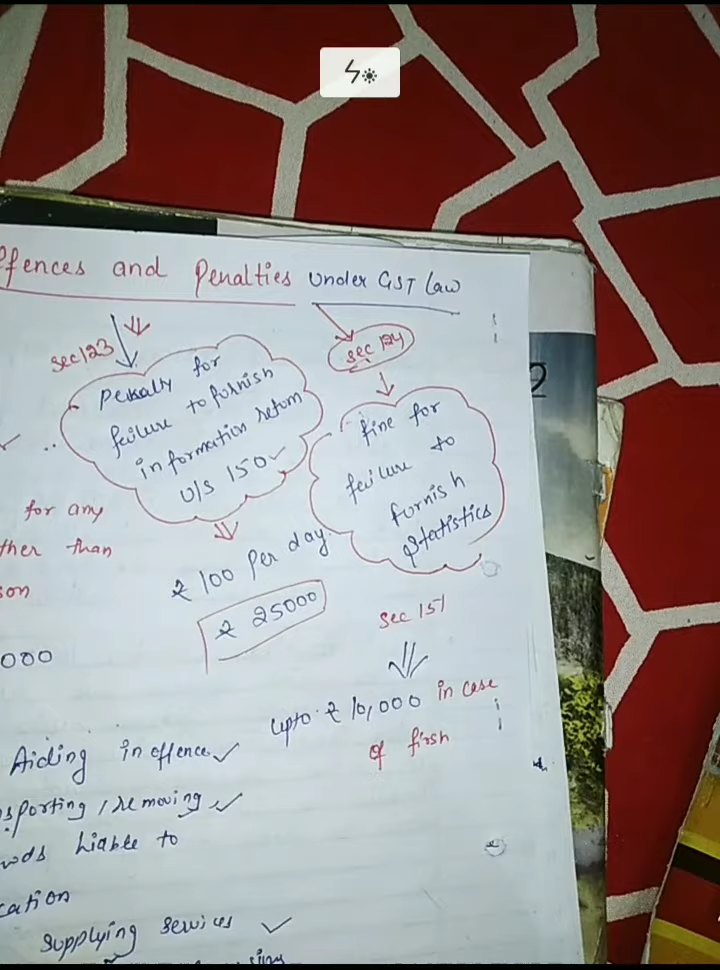 ffences and Penalties Under GST Law
sec 123
sec 124
Penalty for
failure to furnish
information return
U/S 150
fine for
failure to
furnish
Statistics
for any
ther than
son
000
₹ 100 Per day
₹ 25000
sec 151
upto ₹ 10,000 in case
of firsh
Aiding in offence
sporting / removing
ods Liable to
cation
Supplying services
2